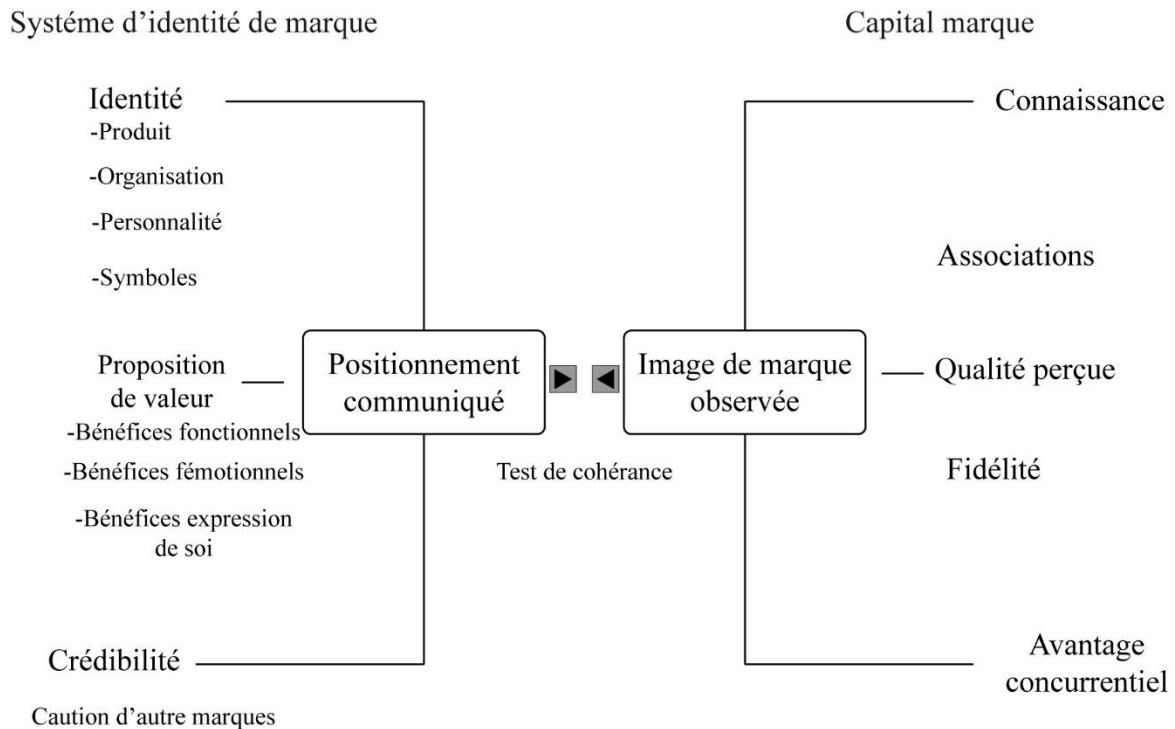 Systéme d'identité de marque
Capital marque
Identité
-Produit
-Organisation
-Personnalité
-Symboles
Proposition
de valeur
-Bénéfices fonctionnels
-Bénéfices fémotionnels
-Bénéfices expression
de soi
Crédibilité
Caution d'autre marques
Positionnement
communiqué
Test de cohérance
Image de marque
observée
Connaissance
Associations
Qualité perçue
Fidélité
Avantage
concurrentiel